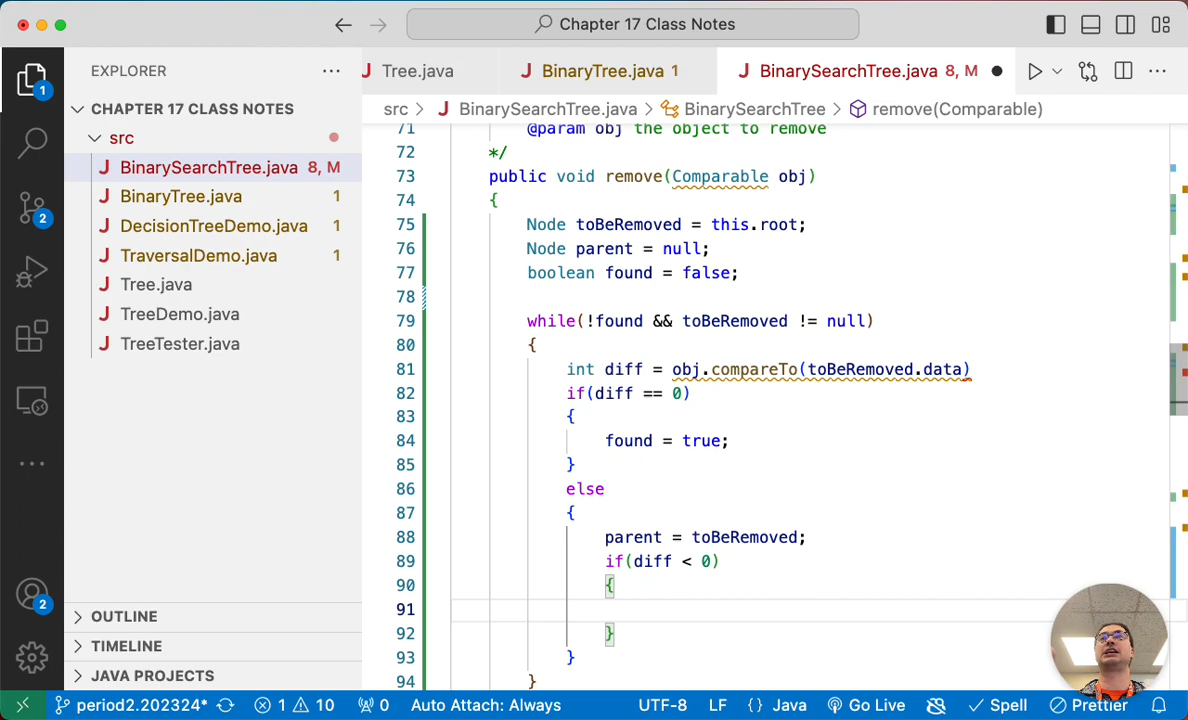 Chapter 17 Class Notes
EXPLORER
CHAPTER 17 CLASS NOTES
src
BinarySearchTree.java 8, M
BinaryTree.java 1
DecisionTreeDemo.java 1
TraversalDemo.java 1
Tree.java
TreeDemo.java
TreeTester.java
OUTLINE
TIMELINE
JAVA PROJECTS
1
2
2
Tree.java
BinaryTree.java 1
BinarySearchTree.java 8, M
src > BinarySearchTree.java > BinarySearchTree > remove(Comparable)
71 @param obj the object to remove
72 */
73 public void remove(Comparable obj)
74 {
75 Node toBeRemoved = this.root;
76 Node parent = null;
77 boolean found = false;
78
79 while(!found && toBeRemoved != null)
80 {
81 int diff = obj.compareTo(toBeRemoved.data)
82 if(diff == 0)
83 {
84 found = true;
85 }
86 else
87 {
88 parent = toBeRemoved;
89 if(diff < 0)
90 {
91
92 }
93 }
94 }
period2.202324* 1 10 0 Auto Attach: Always UTF-8 LF {} Java Go Live Spell Prettier